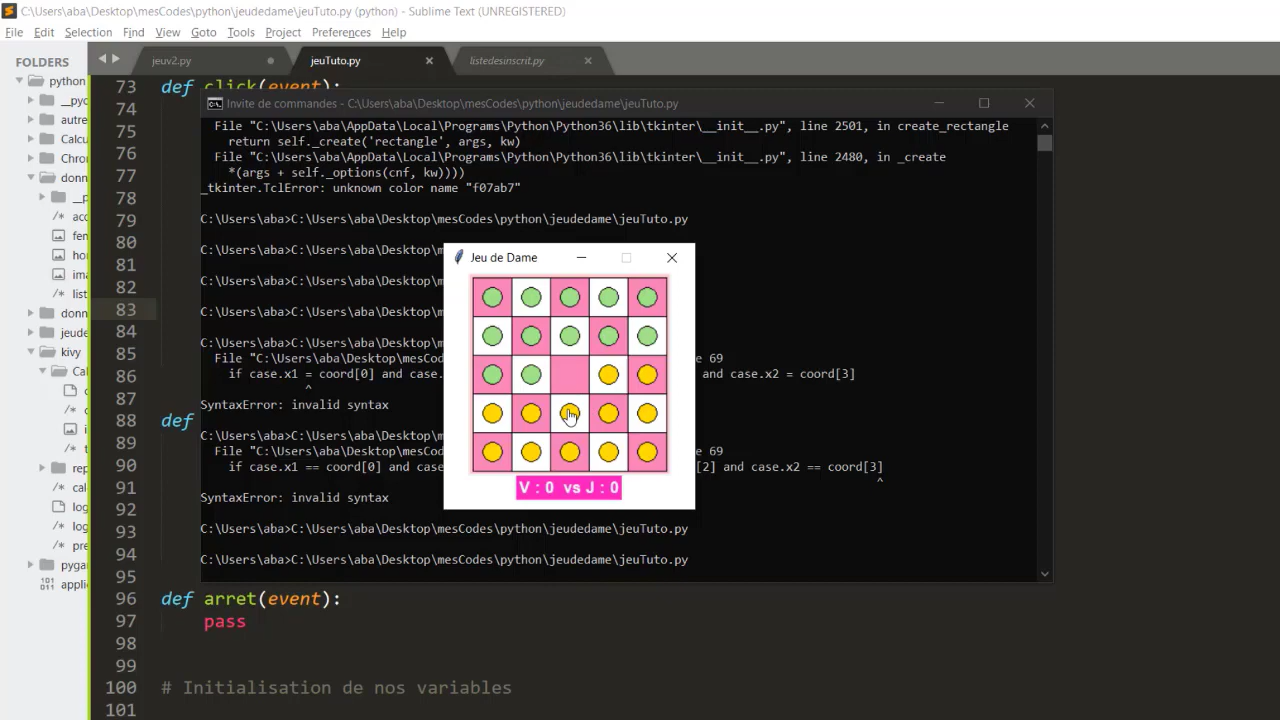 C:\Users\aba\Desktop\mesCodes\python\jeudedame\jeuTuto.py (python) - Sublime Text (UNREGISTERED)
File Edit Selection Find View Goto Tools Project Preferences Help
FOLDERS
jeuv2.py
jeuTuto.py
listedesinscrit.py
python
__pyc
autre
Calcu
Chron
donn
__p
acc
fen
hor
ima
list
donn
jeude
kivy
Cal
c
c
i
t
rep
cal
log
log
pre
pygan
applic
73 def click(event):
74
75
76
77
78
79
80
81
82
83
84
85
86
87
88 def
89
90
91
92
93
94
95
96 def arret(event):
97 pass
98
99
100 # Initialisation de nos variables
101
Invite de commandes - C:\Users\aba\Desktop\mesCodes\python\jeudedame\jeuTuto.py
File "C:\Users\aba\AppData\Local\Programs\Python\Python36\lib\tkinter\__init__.py", line 2501, in create_rectangle
return self._create('rectangle', args, kw)
File "C:\Users\aba\AppData\Local\Programs\Python\Python36\lib\tkinter\__init__.py", line 2480, in _create
*(args + self._options(cnf, kw))))
_tkinter.TclError: unknown color name "f07ab7"
C:\Users\aba>C:\Users\aba\Desktop\mesCodes\python\jeudedame\jeuTuto.py
C:\Users\aba>C:\Users\aba\Desktop\m
C:\Users\aba>C:\Users\aba\Desktop\m
C:\Users\aba>C:\Users\aba\Desktop\m
C:\Users\aba>C:\Users\aba\Desktop\m
File "C:\Users\aba\Desktop\mesCod e 69
if case.x1 = coord[0] and cas and case.x2 = coord[3]
^
SyntaxError: invalid syntax
C:\Users\aba>C:\Users\aba\Desktop\m
File "C:\Users\aba\Desktop\mesCod e 69
if case.x1 == coord[0] and ca [2] and case.x2 == coord[3]
^
SyntaxError: invalid syntax
C:\Users\aba>C:\Users\aba\Desktop\mesCodes\python\jeudedame\jeuTuto.py
C:\Users\aba>C:\Users\aba\Desktop\mesCodes\python\jeudedame\jeuTuto.py
Jeu de Dame
V : 0 vs J : 0